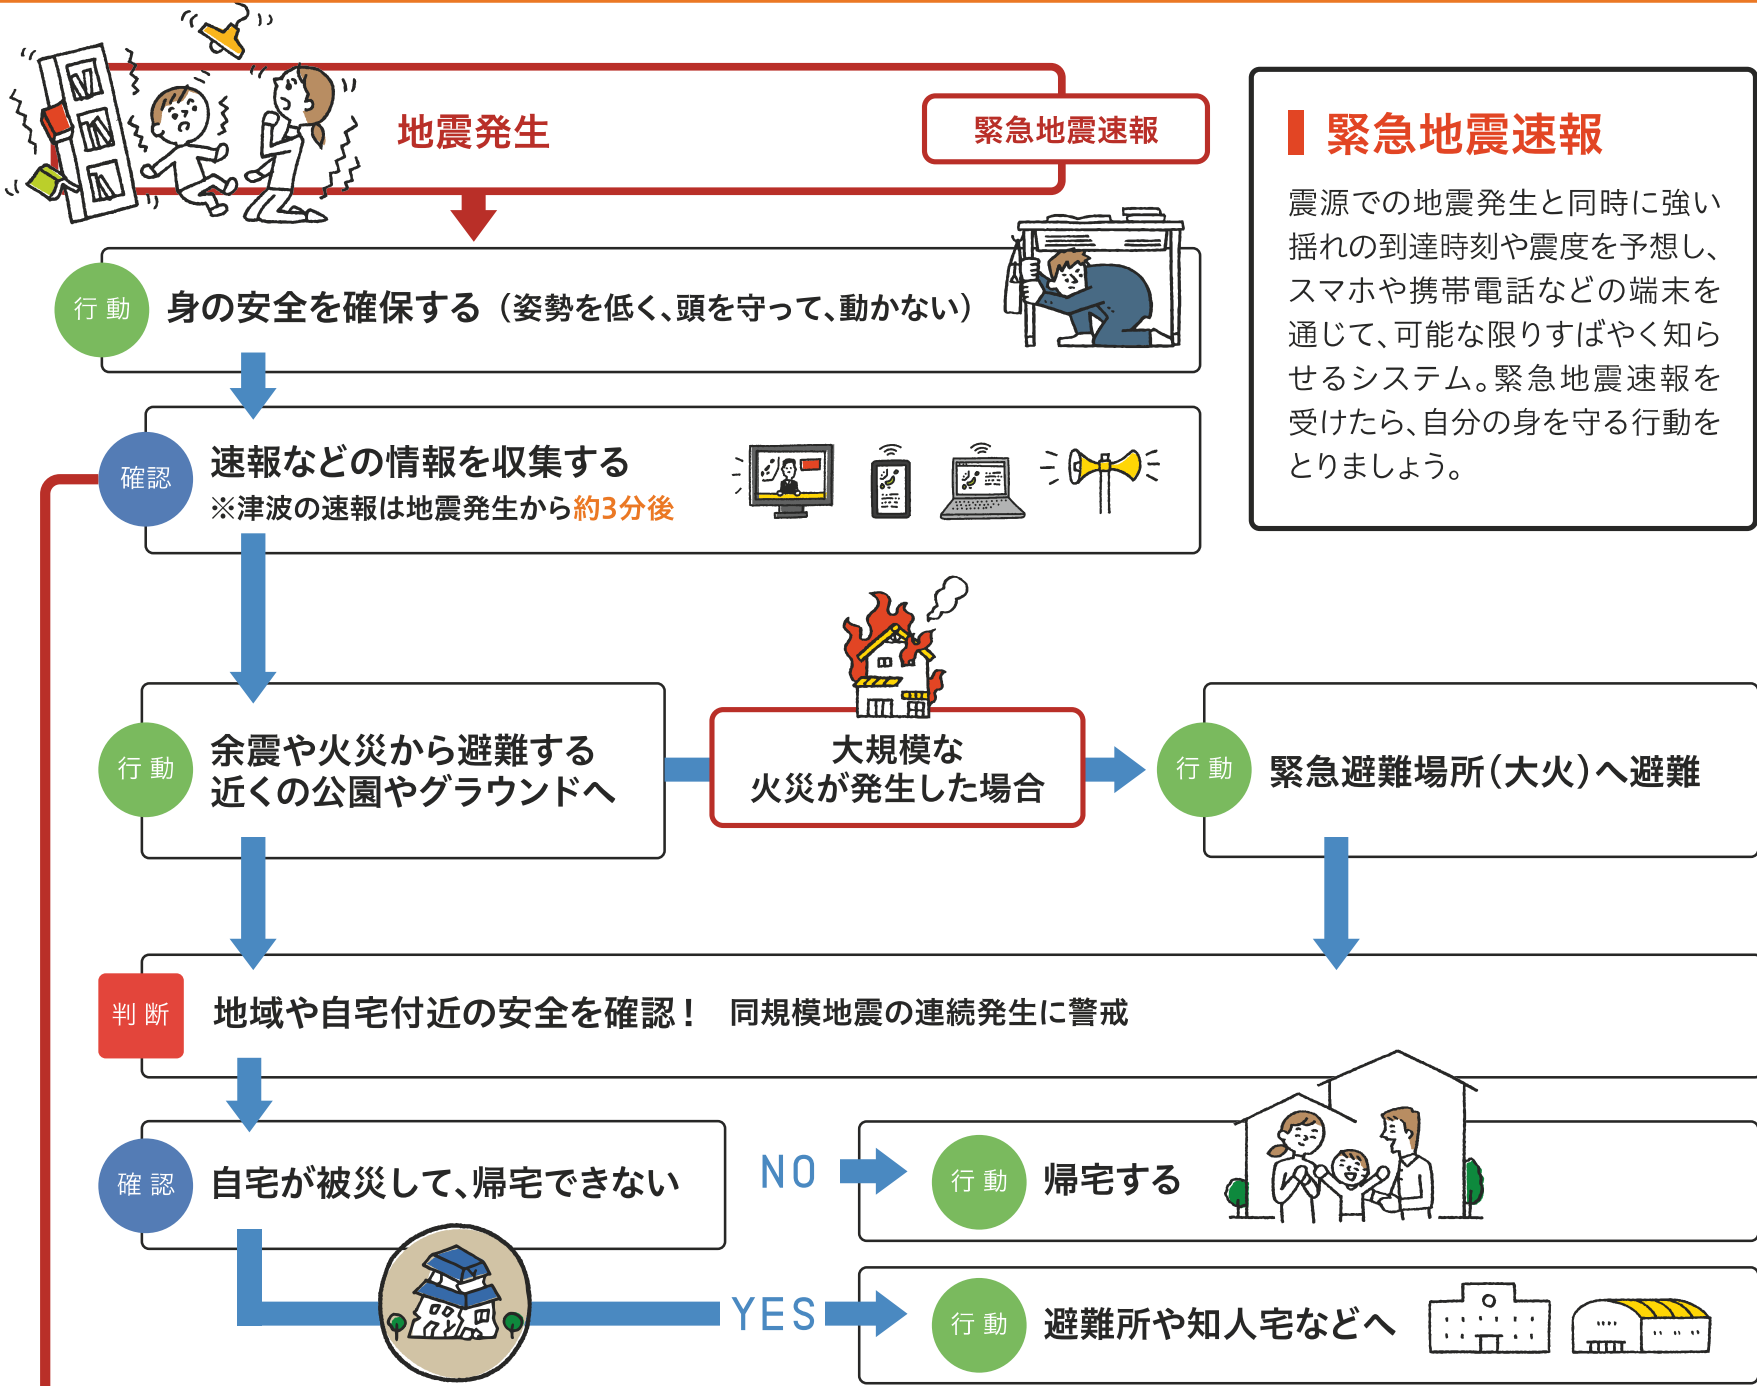 地震発生
緊急地震速報
緊急地震速報
震源での地震発生と同時に強い
揺れの到達時刻や震度を予想し、
スマホや携帯電話などの端末を
通じて、可能な限りすばやく知ら
せるシステム。緊急地震速報を
受けたら、自分の身を守る行動を
とりましょう。
行動
身の安全を確保する（姿勢を低く、頭を守って、動かない）
確認
速報などの情報を収集する
※津波の速報は地震発生から約3分後
行動
余震や火災から避難する
近くの公園やグラウンドへ
大規模な
火災が発生した場合
行動
緊急避難場所（大火）へ避難
判断
地域や自宅付近の安全を確認！ 同規模地震の連続発生に警戒
確認
自宅が被災して、帰宅できない
NO
行動
帰宅する
YES
行動
避難所や知人宅などへ